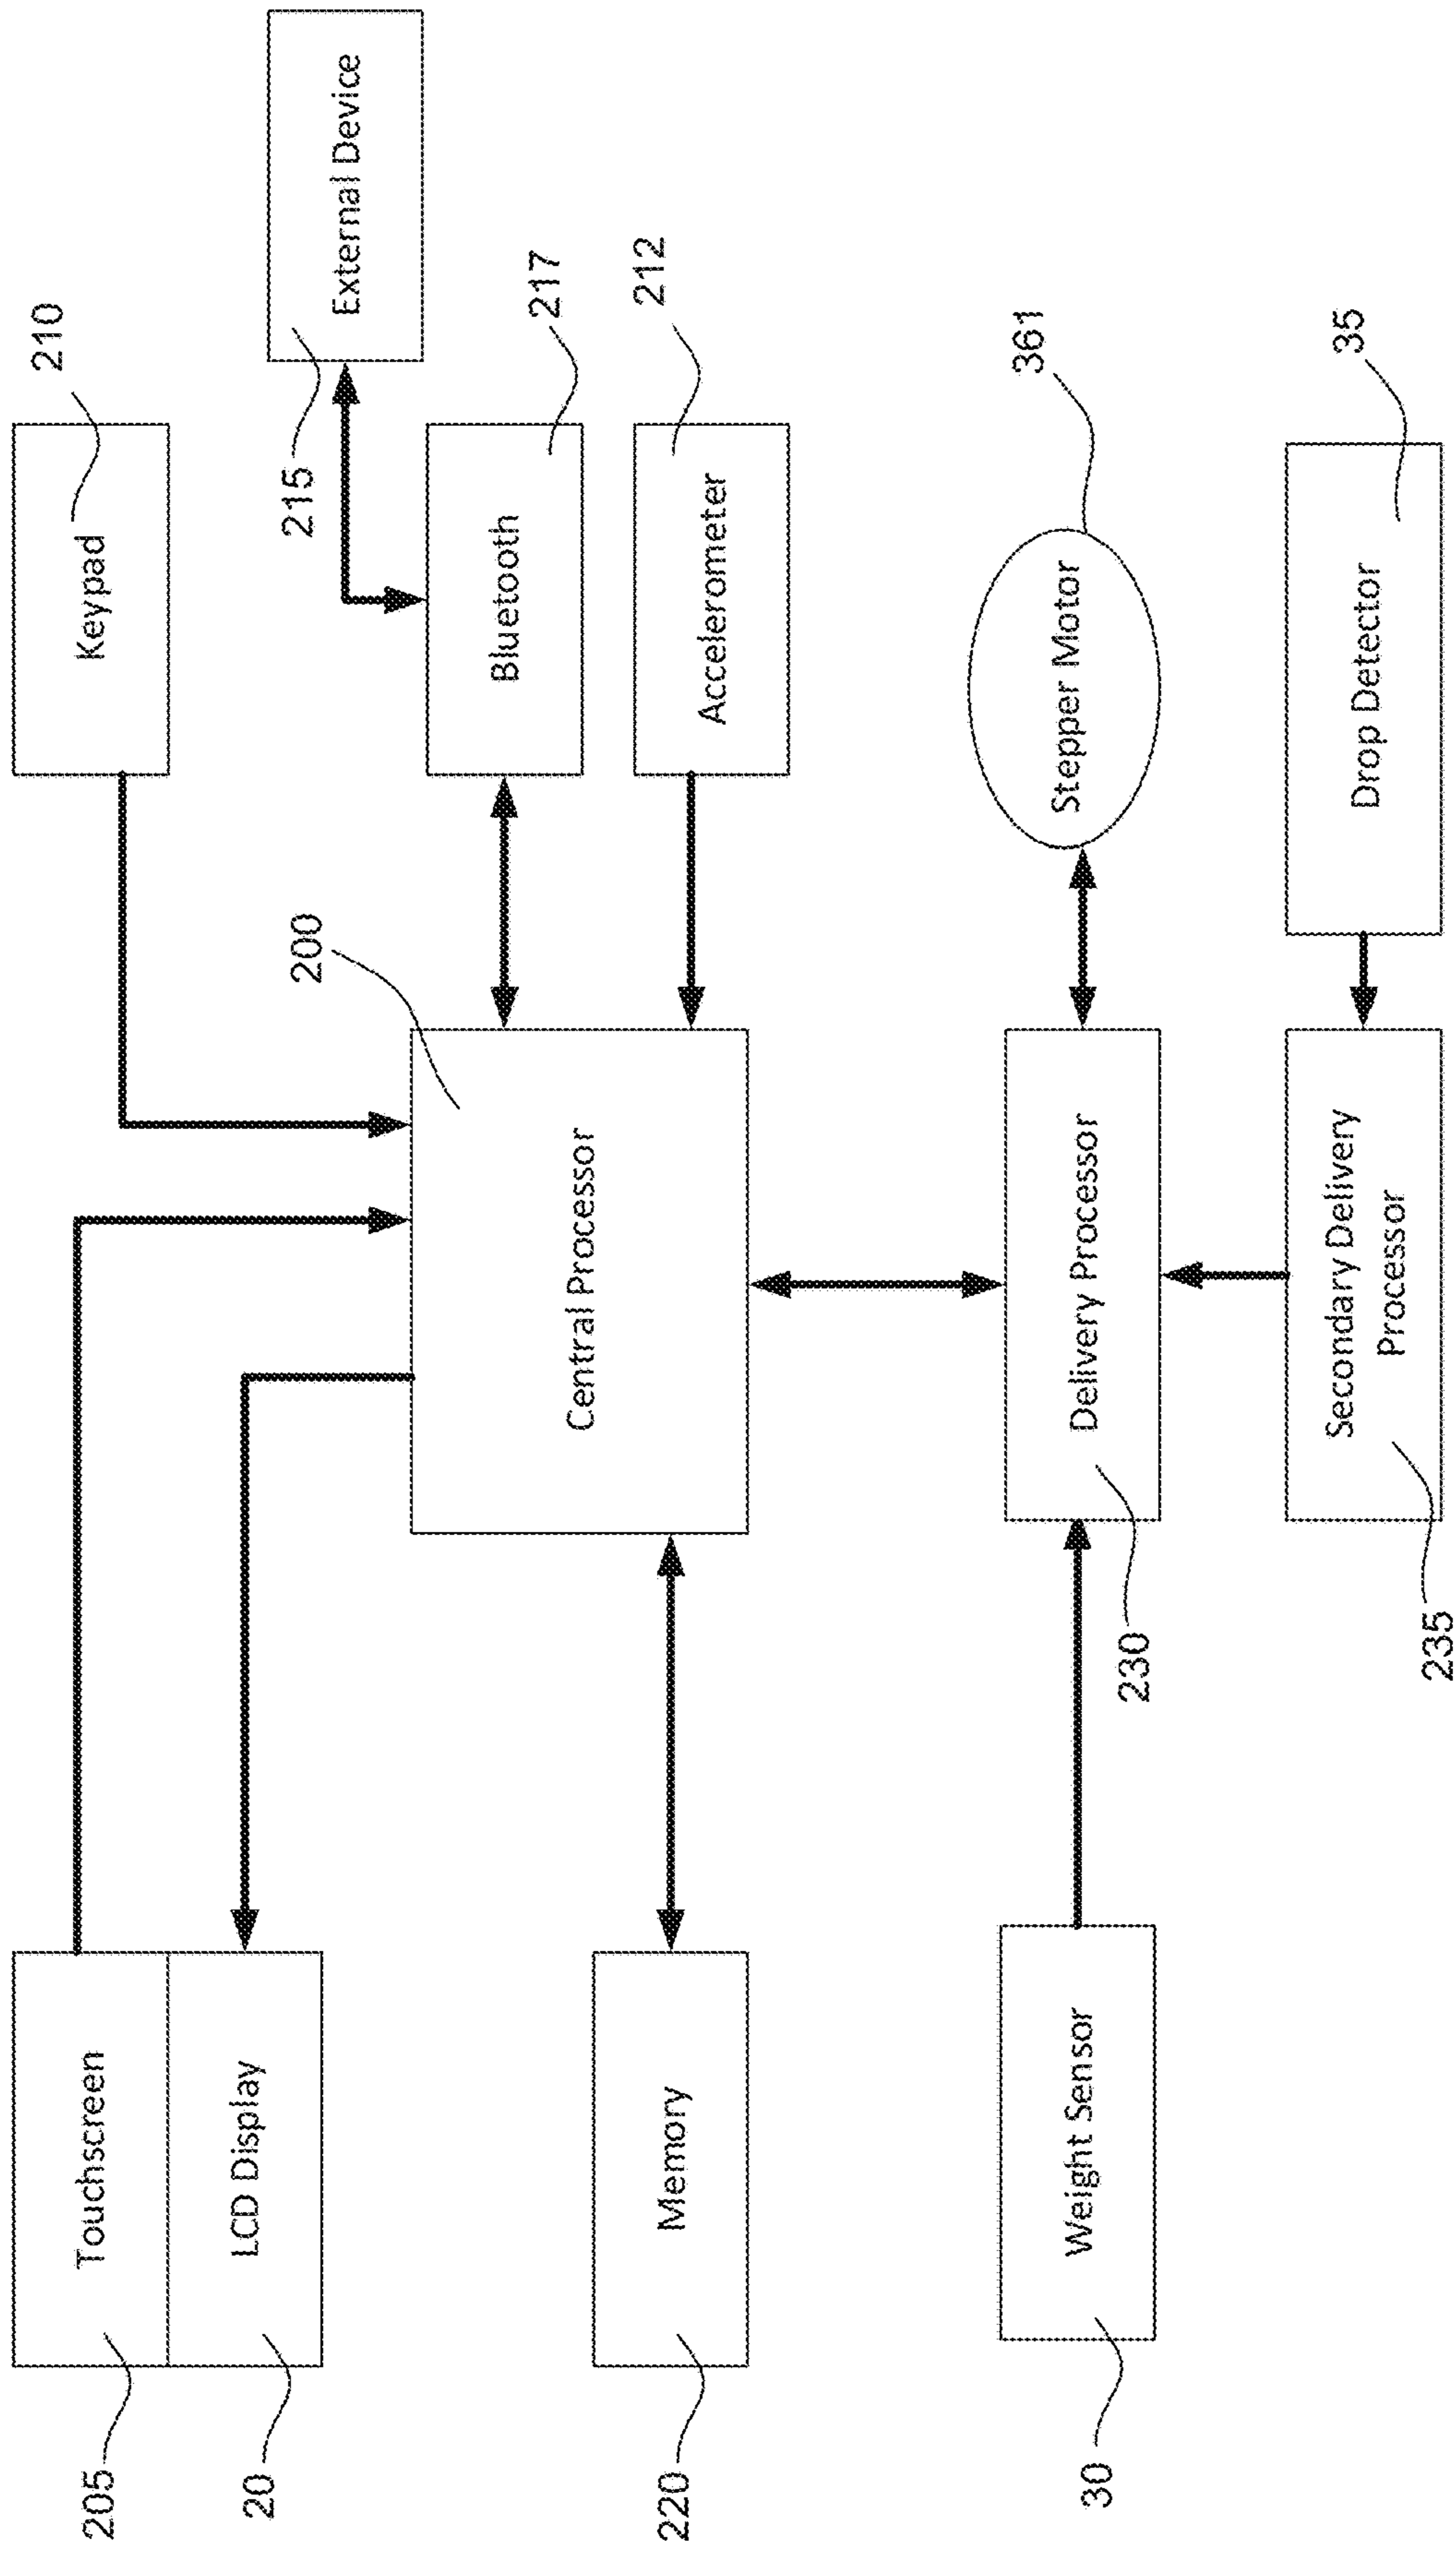 205
Touchscreen
Keypad
210
20
LCD Display
External Device
215
200
Bluetooth
217
Central Processor
220
Memory
Accelerometer
212
30
Weight Sensor
230
Delivery Processor
Stepper Motor
361
235
Secondary Delivery
Processor
Drop Detector
35